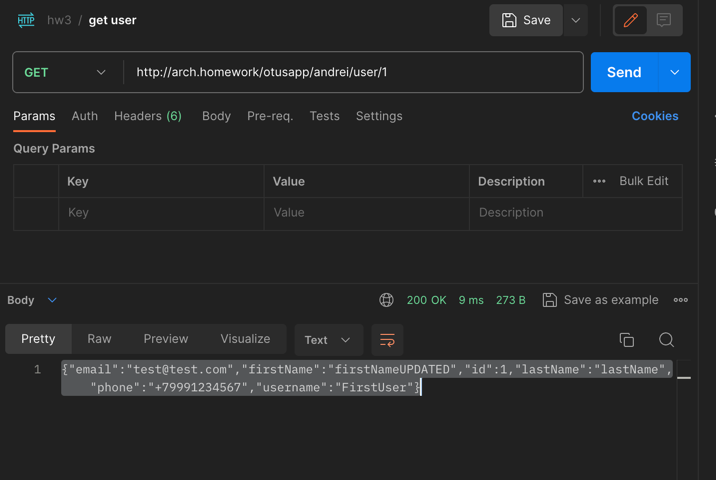 HTTP hw3 / get user Save
GET http://arch.homework/otusapp/andrei/user/1 Send
Params Auth Headers (6) Body Pre-req. Tests Settings Cookies
Query Params
Key Value Description ••• Bulk Edit
Key Value Description
Body 200 OK 9 ms 273 B Save as example •••
Pretty Raw Preview Visualize Text
1 {"email":"test@test.com","firstName":"firstNameUPDATED","id":1,"lastName":"lastName",
"phone":"+79991234567","username":"FirstUser"}